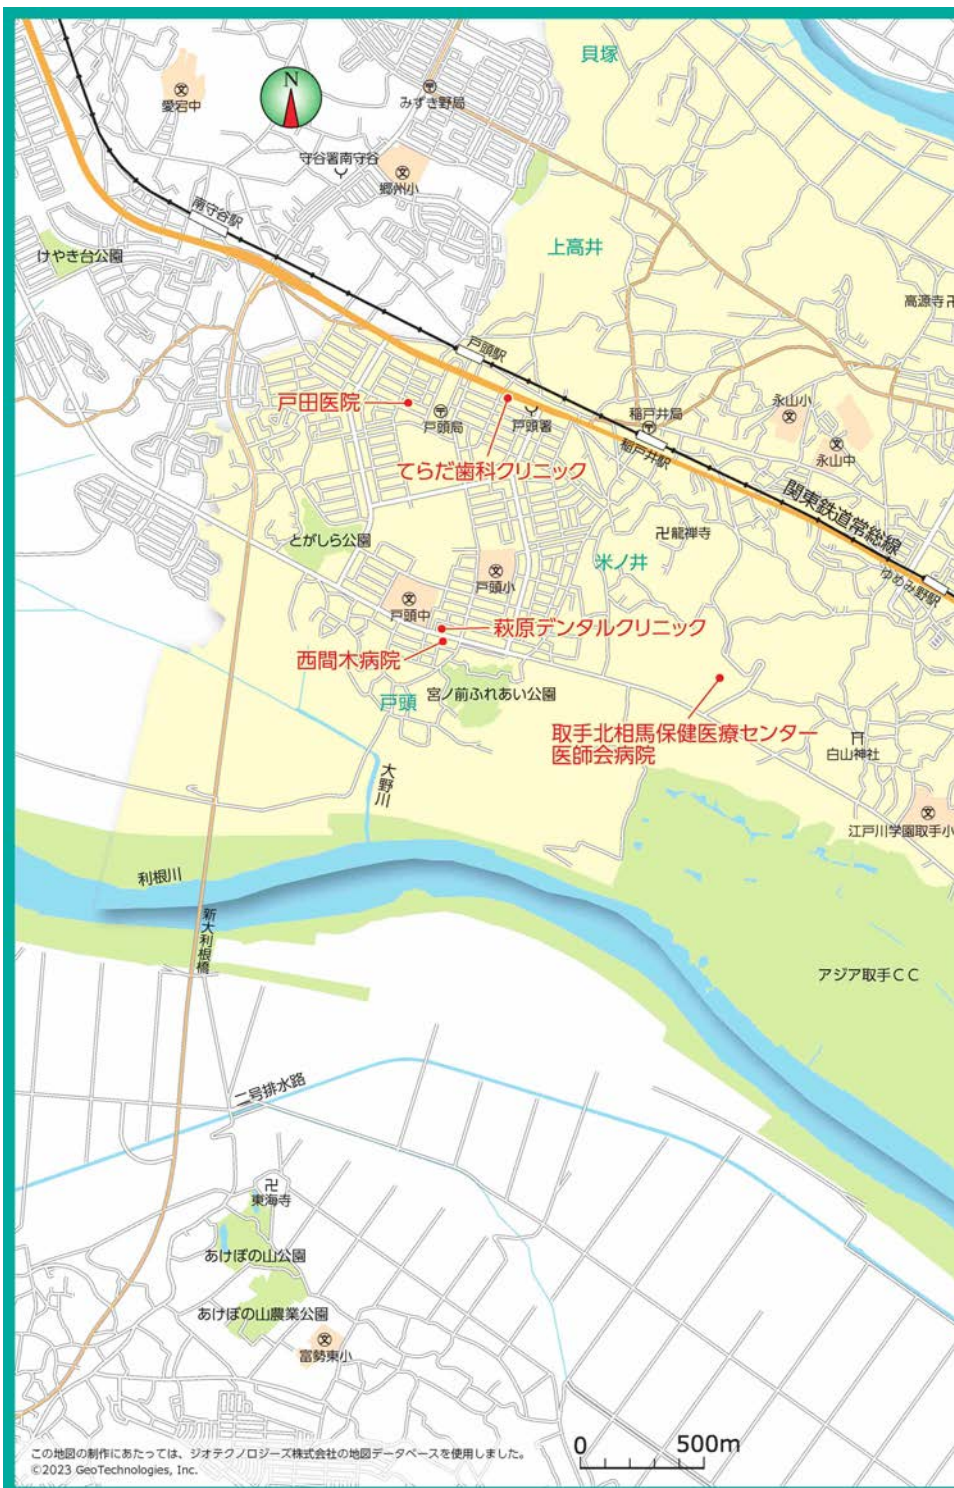 貝塚
N
愛宕中
みずき野局
守谷署南守谷
郷州小
南守谷駅
けやき台公園
上高井
高源寺
戸頭駅
戸田医院
戸頭局
戸頭署
稲戸井局
永山小
稲戸井駅
永山中
てらだ歯科クリニック
関東鉄道常総線
とがしら公園
龍禅寺
米ノ井
戸頭小
ゆめみ野駅
戸頭中
萩原デンタルクリニック
西間木病院
戸頭
宮ノ前ふれあい公園
取手北相馬保健医療センター
医師会病院
白山神社
大野川
江戸川学園取手小
利根川
新大利根橋
アジア取手CC
二号排水路
東海寺
あけぼの山公園
あけぼの山農業公園
富勢東小
0 500m
この地図の制作にあたっては、ジオテクノロジーズ株式会社の地図データベースを使用しました。
©2023 GeoTechnologies, Inc.